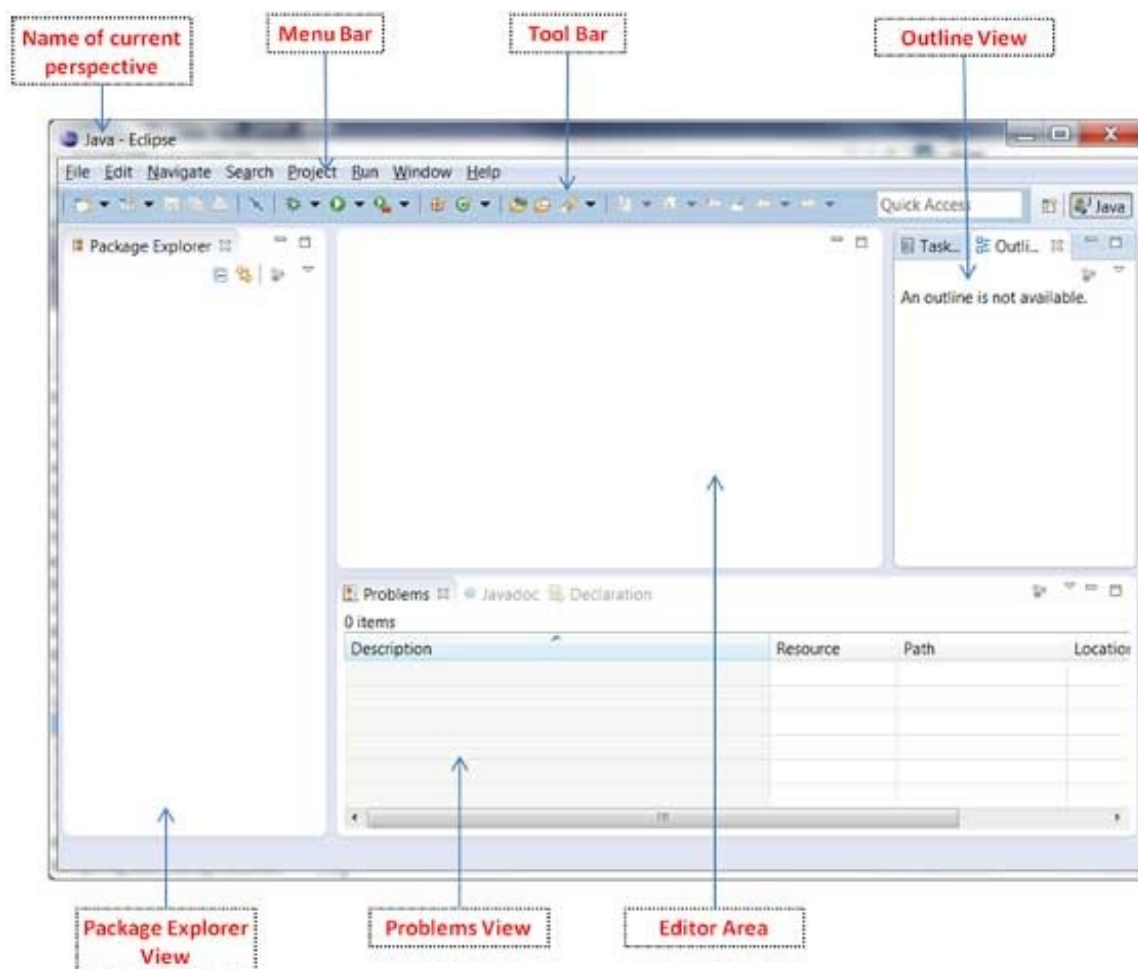 Name of current
perspective
Menu Bar
Tool Bar
Outline View
Java - Eclipse
File Edit Navigate Search Project Run Window Help
Quick Access
Java
Package Explorer
Task...
Outli...
An outline is not available.
Problems
Javadoc
Declaration
0 items
Description
Resource
Path
Location
Package Explorer
View
Problems View
Editor Area